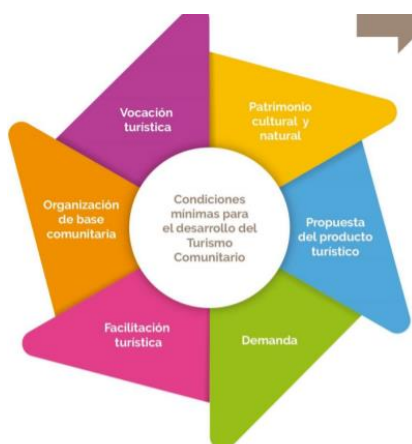 Condiciones
mínimas para
el desarrollo del
Turismo
Comunitario
Vocación
turística
Patrimonio
cultural y
natural
Propuesta
del producto
turístico
Demanda
Facilitación
turística
Organización
de base
comunitaria